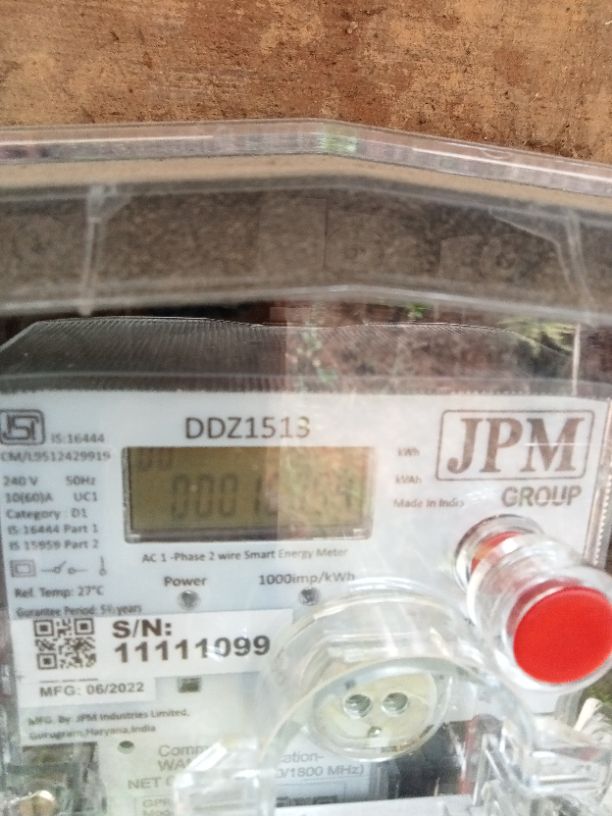 IS:16444
DDZ1513
CM/L9512429919
kWh
JPM
240 V 50Hz
kVAh
10(60)A UC1
Made in India
GROUP
Category : D1
IS:16444 Part 1
IS 15959 Part 2
AC 1 -Phase 2 wire Smart Energy Meter
Power 1000imp/kWh
Ref. Temp: 27°C
Gurantee Period: 5½ years
S/N:
11111099
MFG: 06/2022
MFG. By: JPM Industries Limited,
Gurugram,Haryana,India